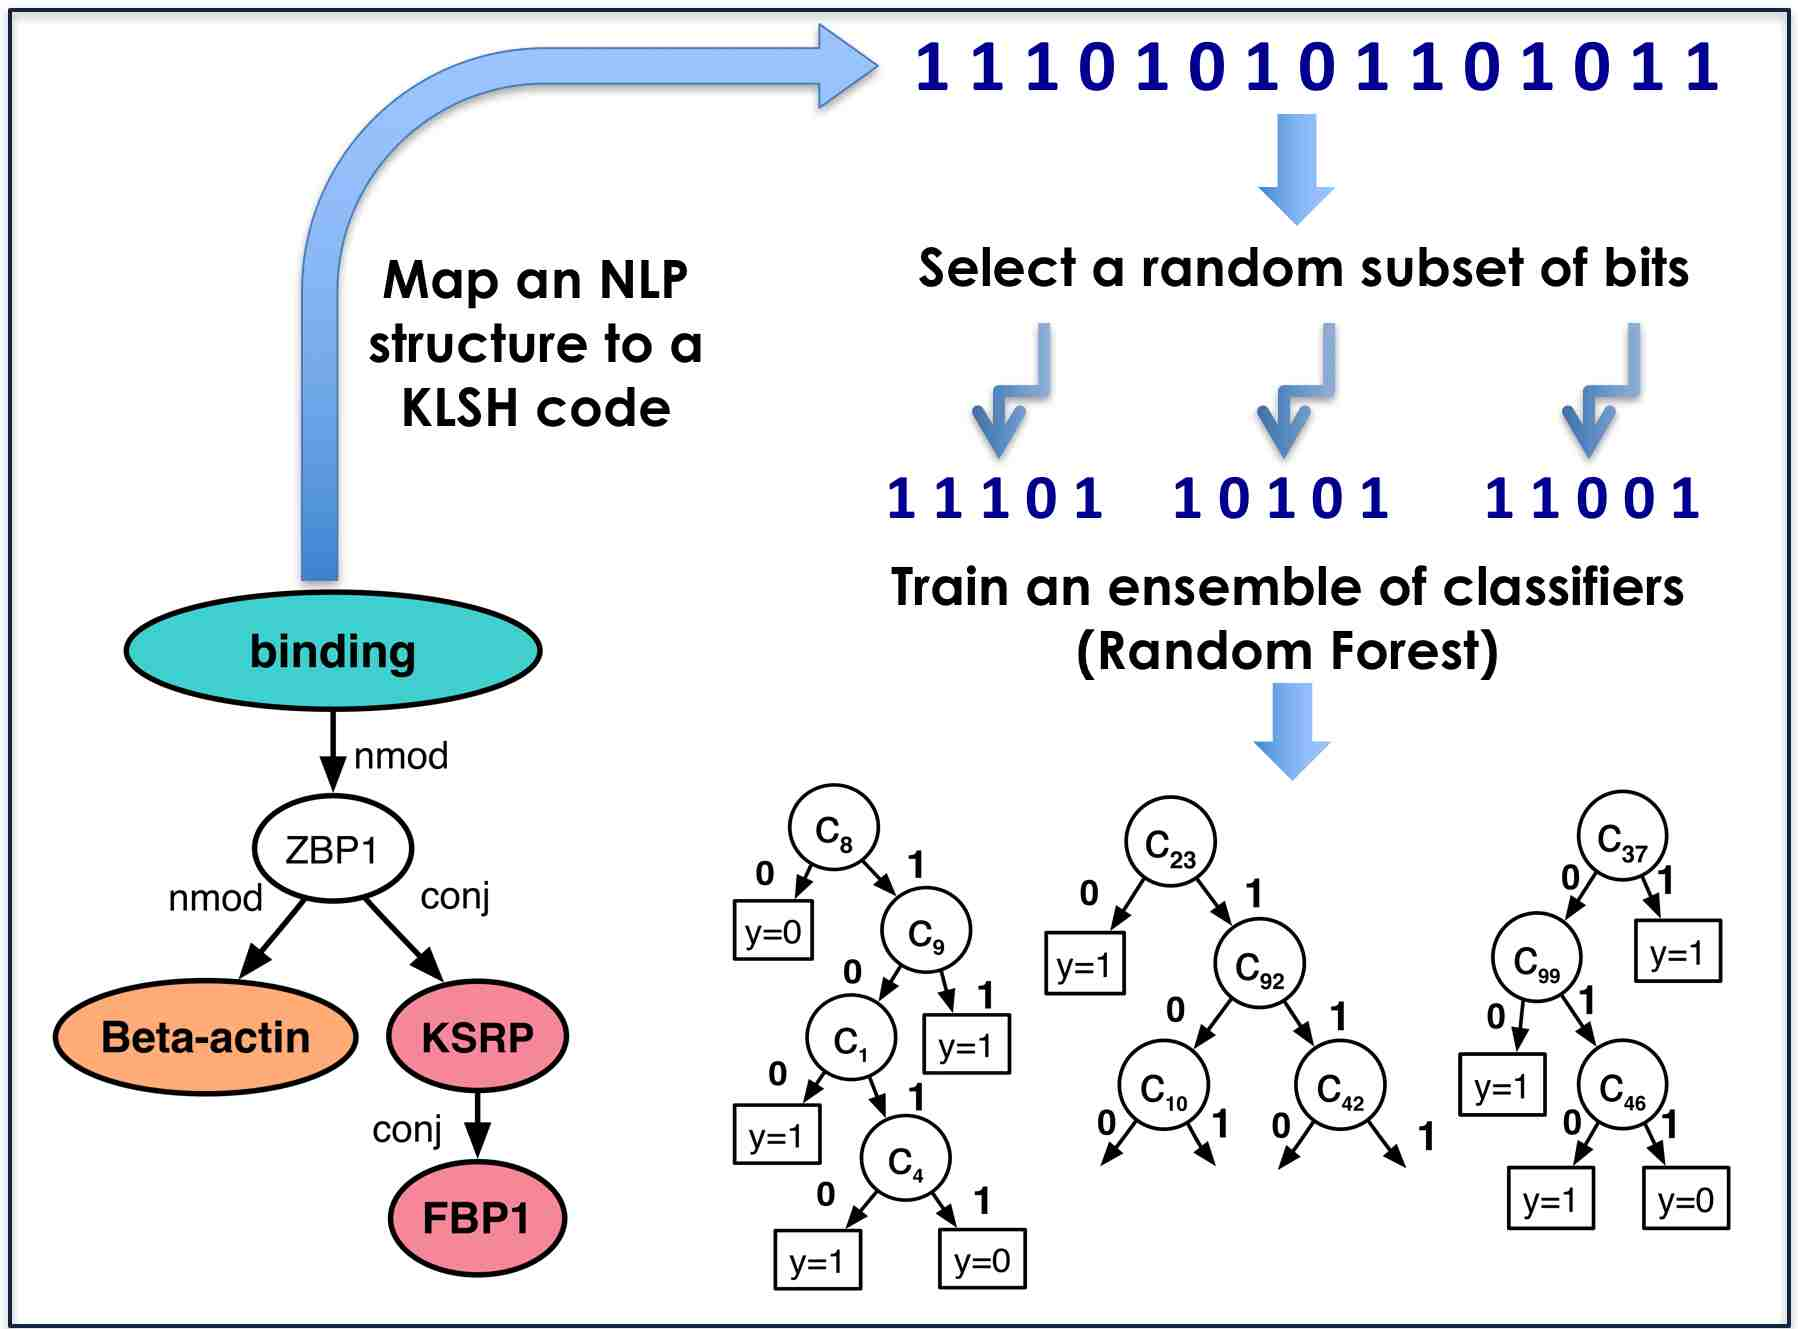 1 1 1 0 1 0 1 0 1 1 0 1 0 1 1
Map an NLP
structure to a
KLSH code
Select a random subset of bits
1 1 1 0 1
1 0 1 0 1
1 1 0 0 1
Train an ensemble of classifiers
(Random Forest)
binding
nmod
ZBP1
nmod
conj
Beta-actin
KSRP
conj
FBP1
C8
0
1
y=0
C9
0
1
C1
y=1
0
1
y=1
C4
0
1
y=1
y=0
C23
0
1
y=1
C92
0
1
C10
C42
0
1
0
1
C37
0
1
C99
y=1
0
1
y=1
C46
0
1
y=1
y=0